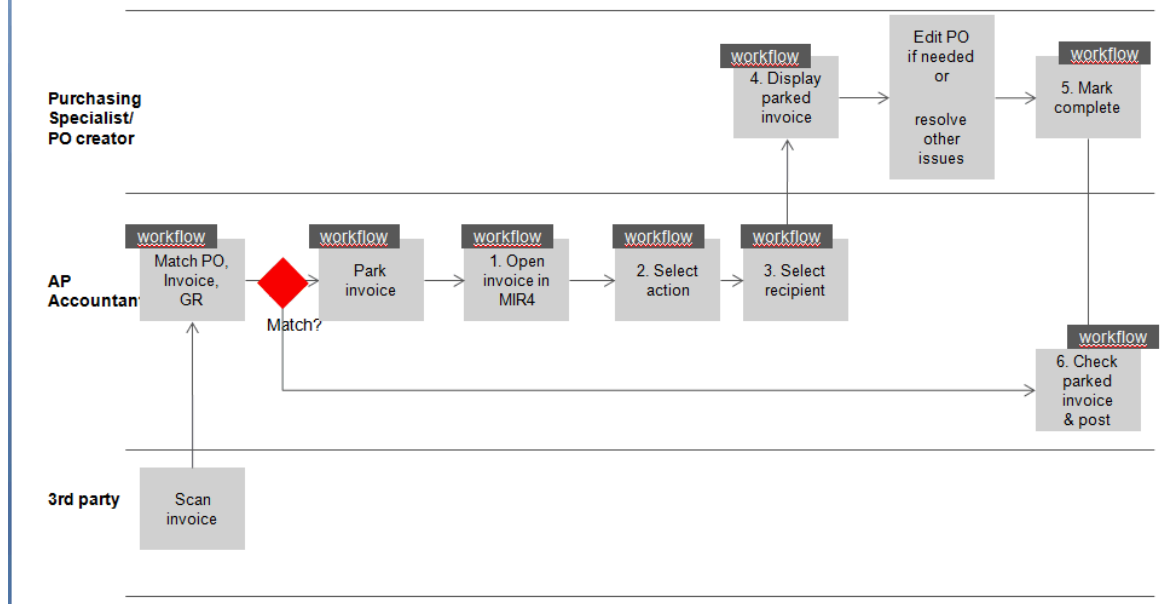 Purchasing
Specialist/
PO creator
workflow
4. Display
parked
invoice
Edit PO
if needed
or
resolve
other
issues
workflow
5. Mark
complete
AP
Accountant
workflow
Match PO,
Invoice,
GR
Match?
workflow
Park
invoice
workflow
1. Open
invoice in
MIR4
workflow
2. Select
action
workflow
3. Select
recipient
workflow
6. Check
parked
invoice
& post
3rd party
Scan
invoice